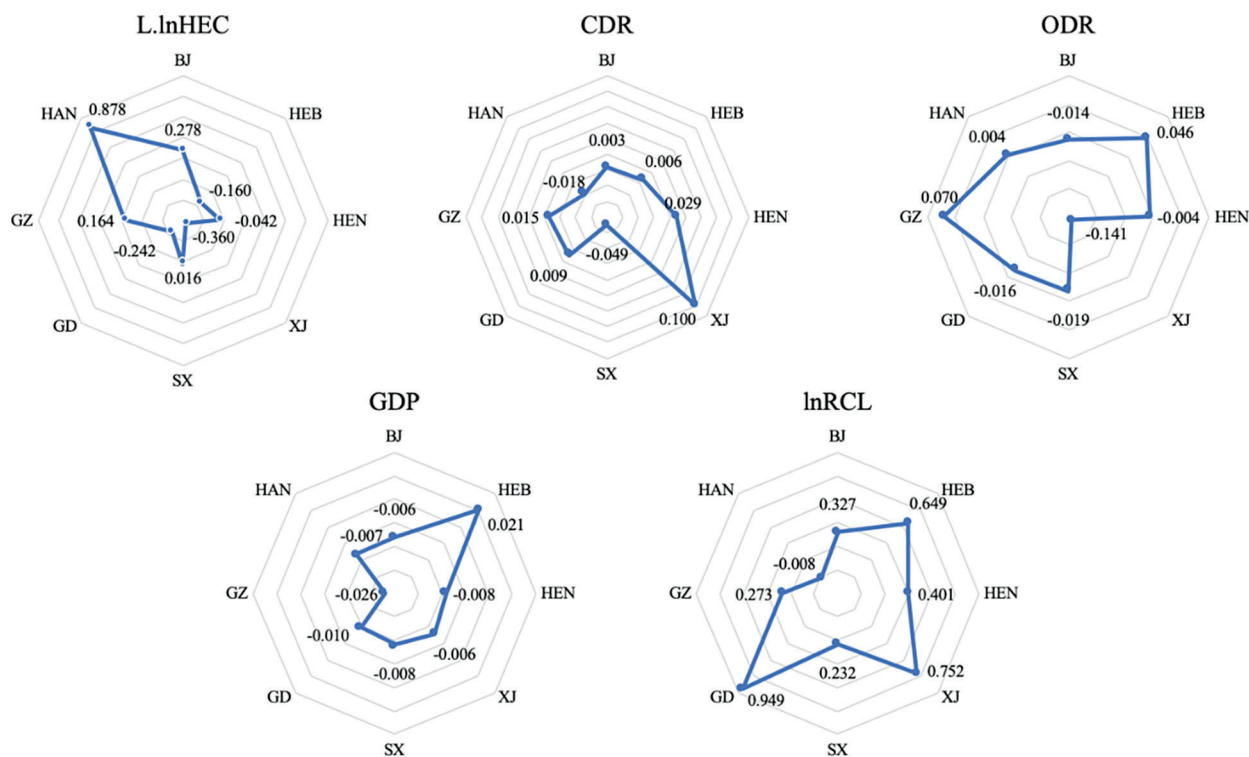 L.lnHEC
BJ
HEB
HEN
XJ
SX
GD
GZ
HAN
0.278
-0.160
-0.042
-0.360
0.016
-0.242
0.164
0.878
CDR
BJ
HEB
HEN
XJ
SX
GD
GZ
HAN
0.003
0.006
0.029
0.100
-0.049
0.009
0.015
-0.018
ODR
BJ
HEB
HEN
XJ
SX
GD
GZ
HAN
-0.014
0.046
-0.004
-0.141
-0.019
-0.016
0.070
0.004
GDP
BJ
HEB
HEN
XJ
SX
GD
GZ
HAN
-0.006
0.021
-0.008
-0.006
-0.008
-0.010
-0.026
-0.007
lnRCL
BJ
HEB
HEN
XJ
SX
GD
GZ
HAN
0.327
0.649
0.401
0.752
0.232
0.949
0.273
-0.008